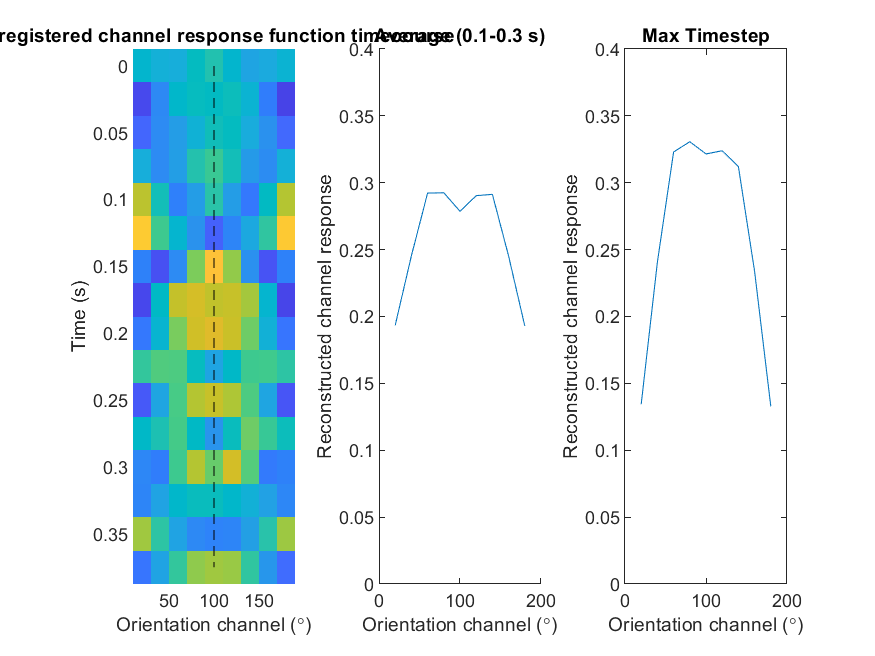 registered channel response function timecourse
Average (0.1-0.3 s)
Max Timestep
0
0.05
0.1
0.15
0.2
0.25
0.3
0.35
Time (s)
50 100 150
Orientation channel (°)
0.4
0.35
0.3
0.25
0.2
0.15
0.1
0.05
0
Reconstructed channel response
0 100 200
Orientation channel (°)
0.4
0.35
0.3
0.25
0.2
0.15
0.1
0.05
0
Reconstructed channel response
0 100 200
Orientation channel (°)